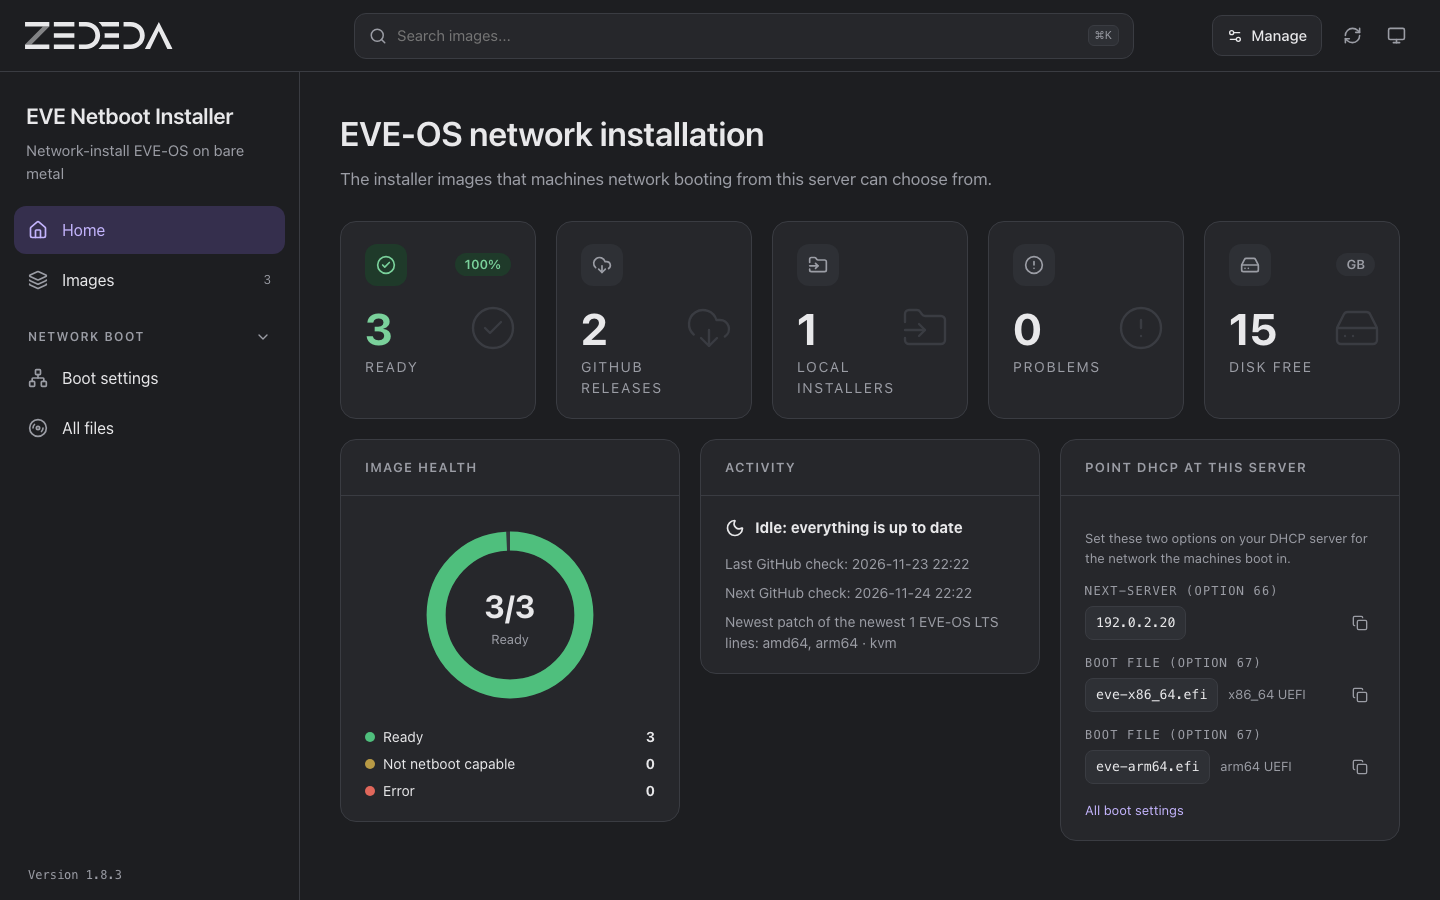 ZEDEDA
Search images...
⌘K
Manage
EVE Netboot Installer
Network-install EVE-OS on bare
metal
Home
Images
3
NETWORK BOOT
Boot settings
All files
Version 1.8.3
EVE-OS network installation
The installer images that machines network booting from this server can choose from.
100%
3
READY
2
GITHUB
RELEASES
1
LOCAL
INSTALLERS
0
PROBLEMS
GB
15
DISK FREE
IMAGE HEALTH
3/3
Ready
Ready 3
Not netboot capable 0
Error 0
ACTIVITY
Idle: everything is up to date
Last GitHub check: 2026-11-23 22:22
Next GitHub check: 2026-11-24 22:22
Newest patch of the newest 1 EVE-OS LTS
lines: amd64, arm64 · kvm
POINT DHCP AT THIS SERVER
Set these two options on your DHCP server for
the network the machines boot in.
NEXT-SERVER (OPTION 66)
192.0.2.20
BOOT FILE (OPTION 67)
eve-x86_64.efi x86_64 UEFI
BOOT FILE (OPTION 67)
eve-arm64.efi arm64 UEFI
All boot settings